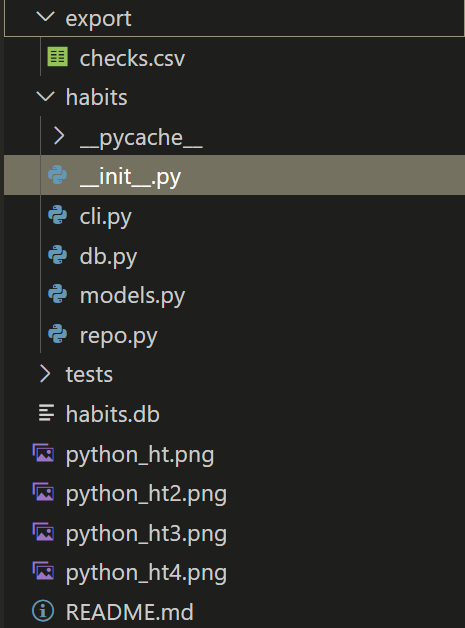 export
checks.csv
habits
__pycache__
__init__.py
cli.py
db.py
models.py
repo.py
tests
habits.db
python_ht.png
python_ht2.png
python_ht3.png
python_ht4.png
README.md